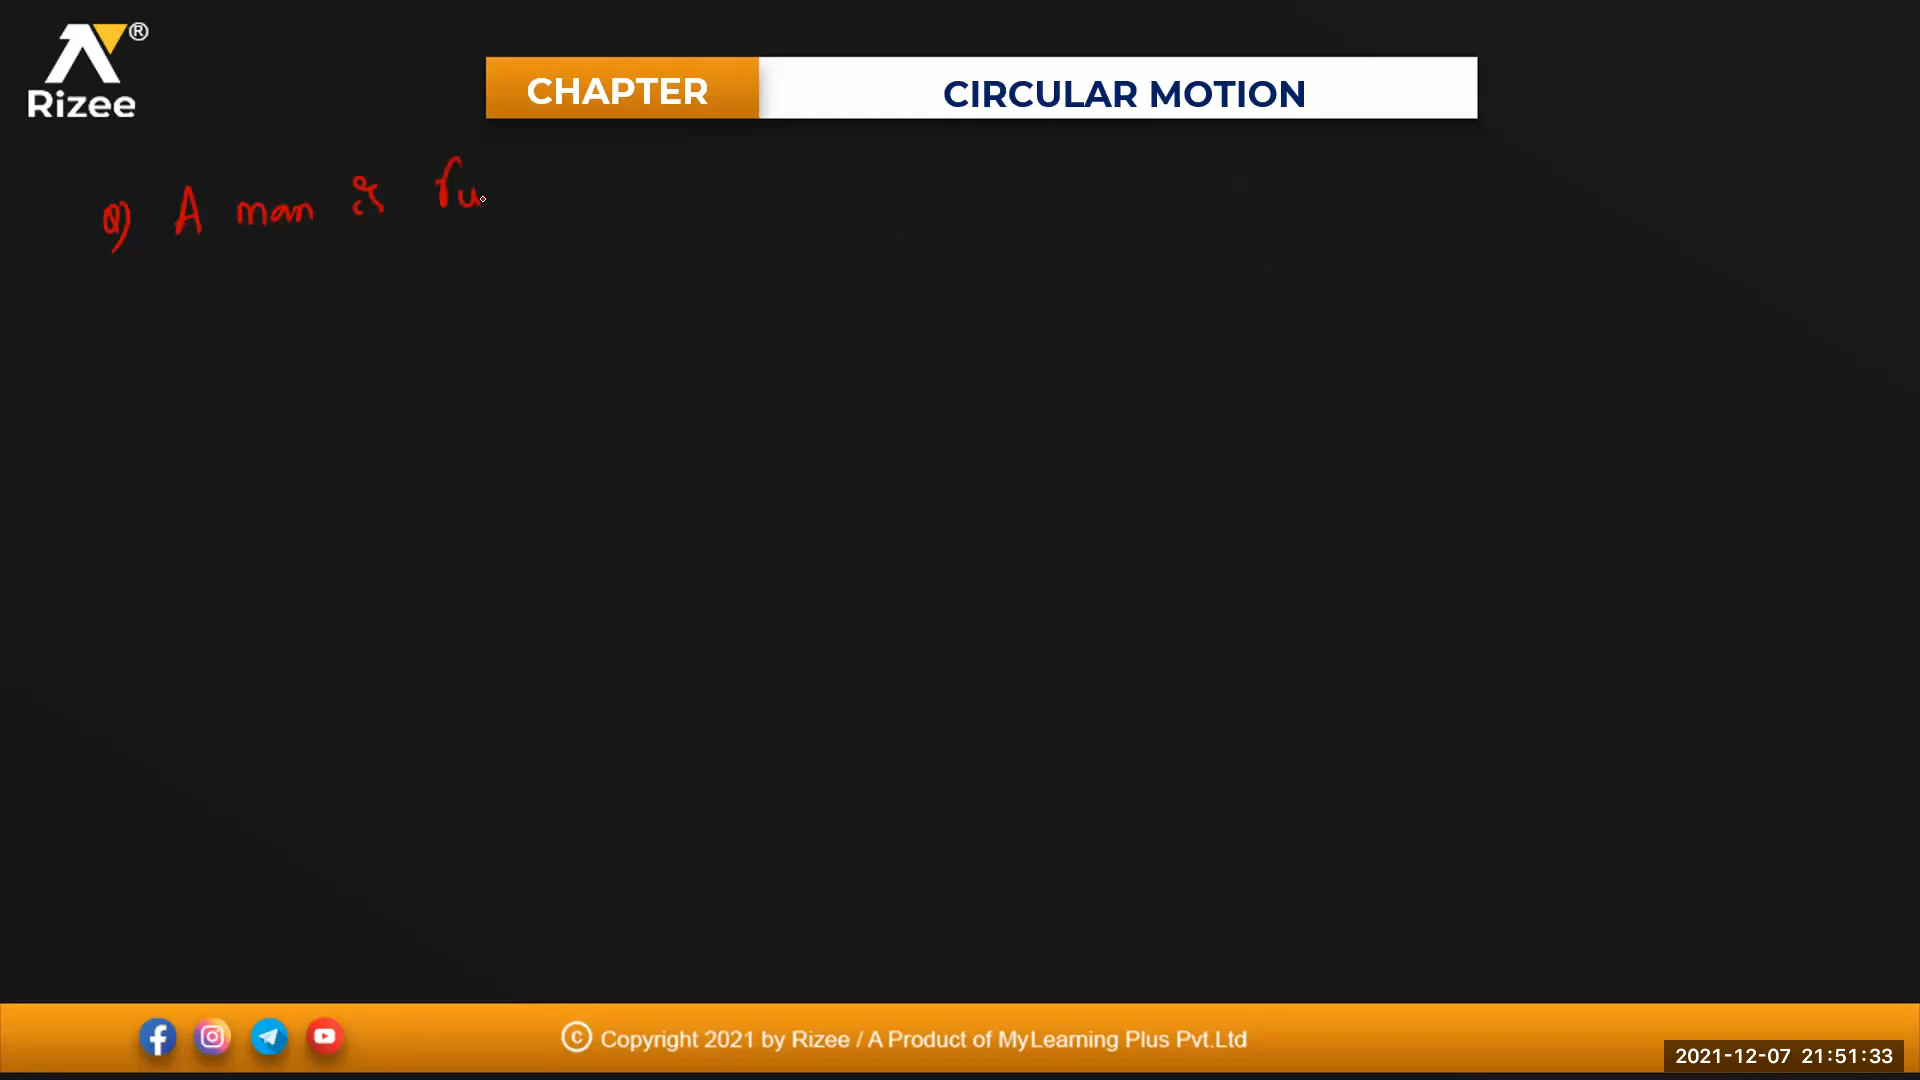 ®
Rizee
CHAPTER CIRCULAR MOTION
Q) A man is ru
© Copyright 2021 by Rizee / A Product of MyLearning Plus Pvt.Ltd
2021-12-07 21:51:33